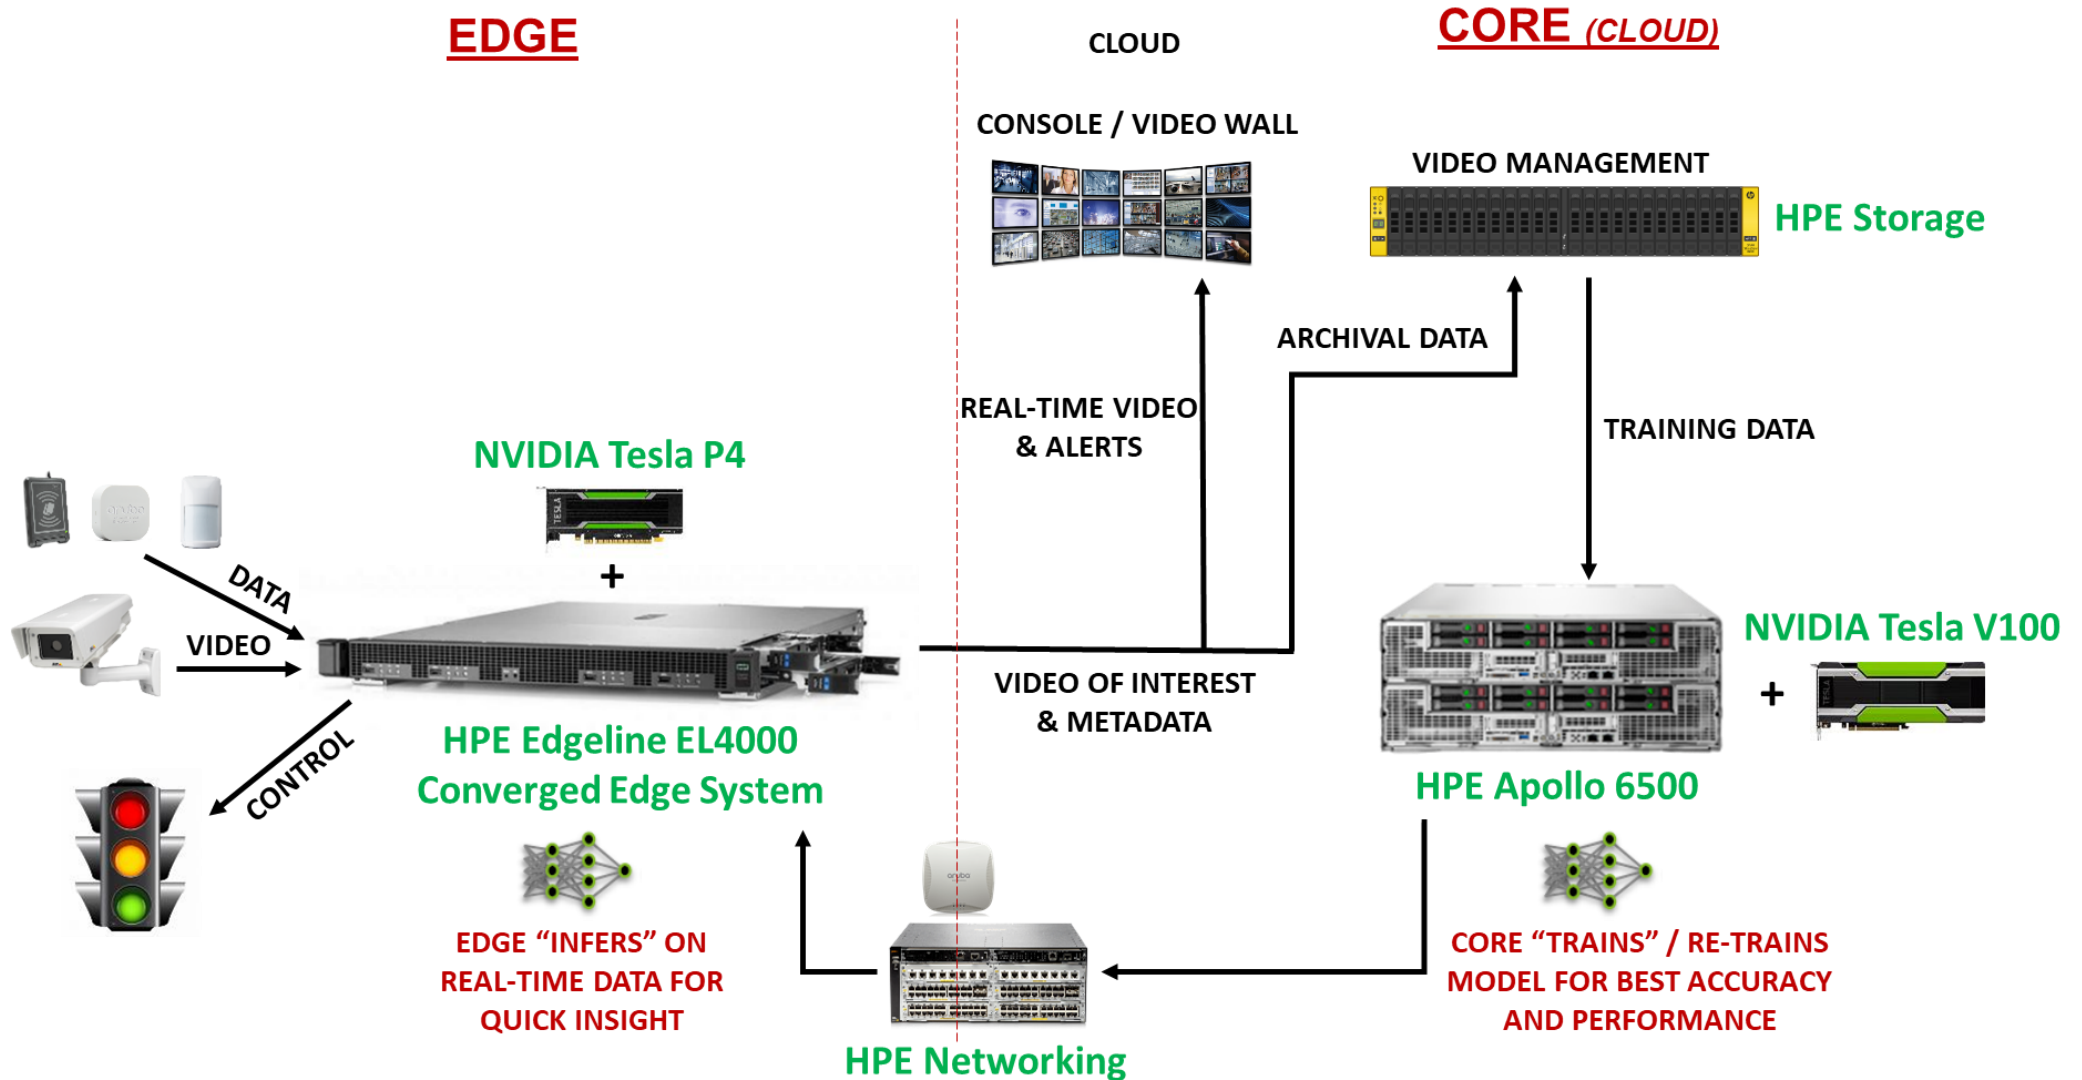 EDGE
CLOUD
CORE (CLOUD)
CONSOLE / VIDEO WALL
VIDEO MANAGEMENT
HPE Storage
ARCHIVAL DATA
REAL-TIME VIDEO
& ALERTS
TRAINING DATA
NVIDIA Tesla P4
TESLA
+
DATA
VIDEO
CONTROL
HPE Edgeline EL4000
Converged Edge System
VIDEO OF INTEREST
& METADATA
NVIDIA Tesla V100
+
TESLA
HPE Apollo 6500
aruba
EDGE “INFERS” ON
REAL-TIME DATA FOR
QUICK INSIGHT
CORE “TRAINS” / RE-TRAINS
MODEL FOR BEST ACCURACY
AND PERFORMANCE
HPE Networking